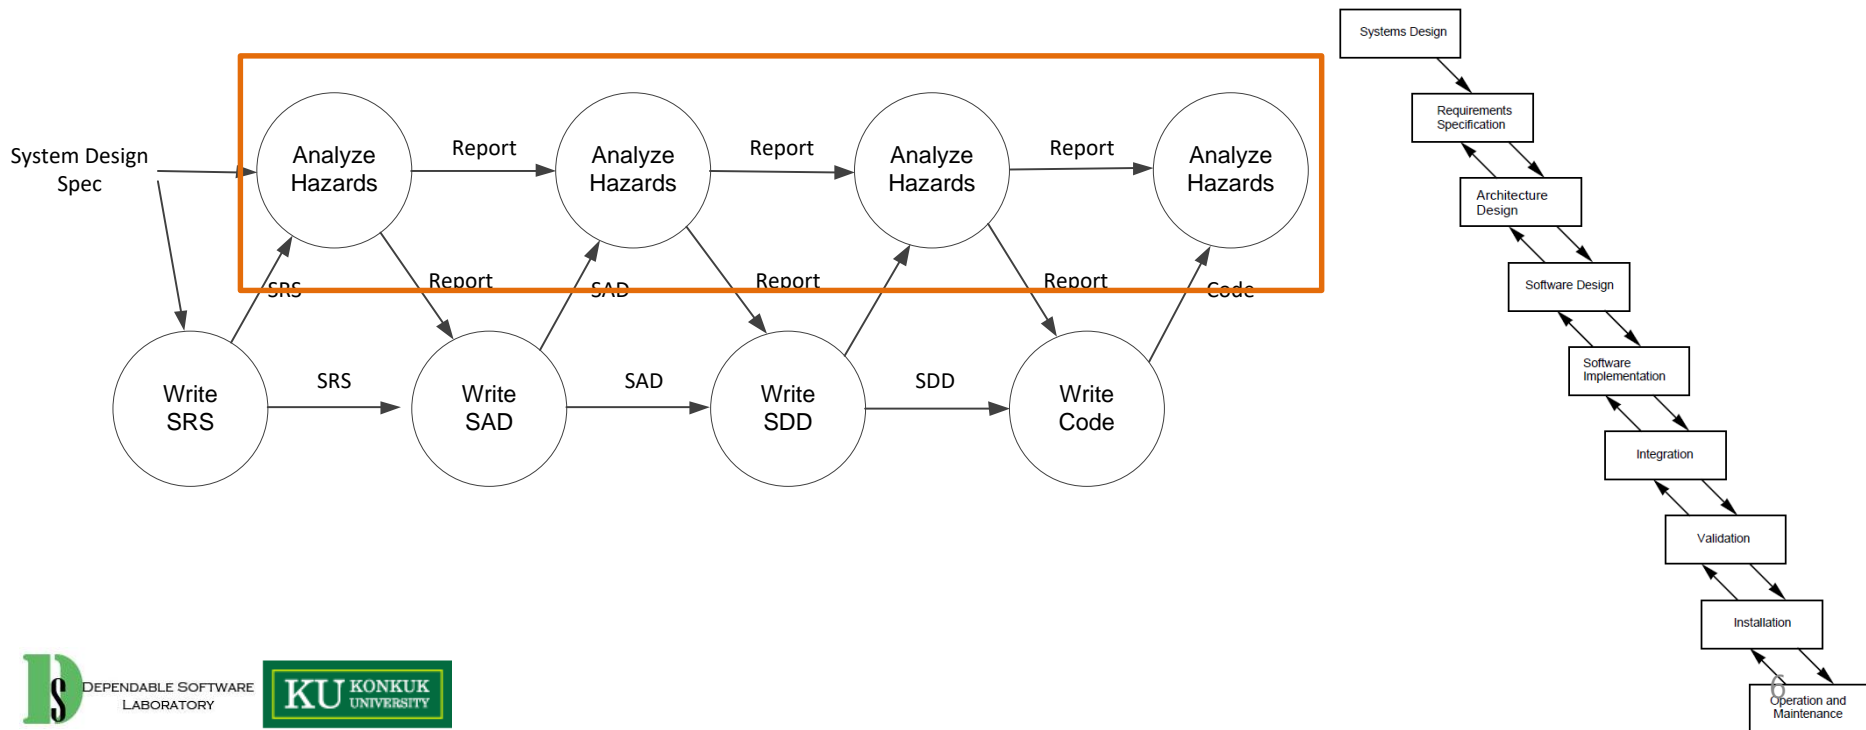 System Design
Spec
Analyze
Hazards
Report
Analyze
Hazards
Report
Analyze
Hazards
Report
Analyze
Hazards
SRS
Report
SAD
Report
Report
Code
Write
SRS
SRS
Write
SAD
SAD
Write
SDD
SDD
Write
Code
Systems Design
Requirements
Specification
Architecture
Design
Software Design
Software
Implementation
Integration
Validation
Installation
Operation and
Maintenance
6
DS
DEPENDABLE SOFTWARE
LABORATORY
KU KONKUK
UNIVERSITY